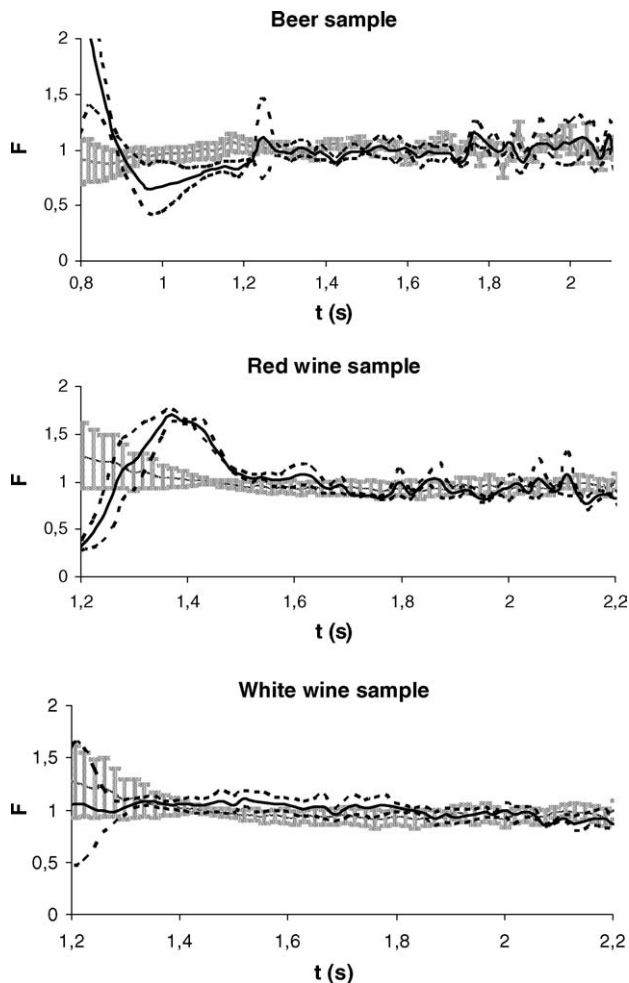 Beer sample
2
1,5
1
0,5
0
F
0,8 1 1,2 1,4 1,6 1,8 2
t (s)
Red wine sample
2
1,5
1
0,5
0
F
1,2 1,4 1,6 1,8 2 2,2
t (s)
White wine sample
2
1,5
1
0,5
0
F
1,2 1,4 1,6 1,8 2 2,2
t (s)